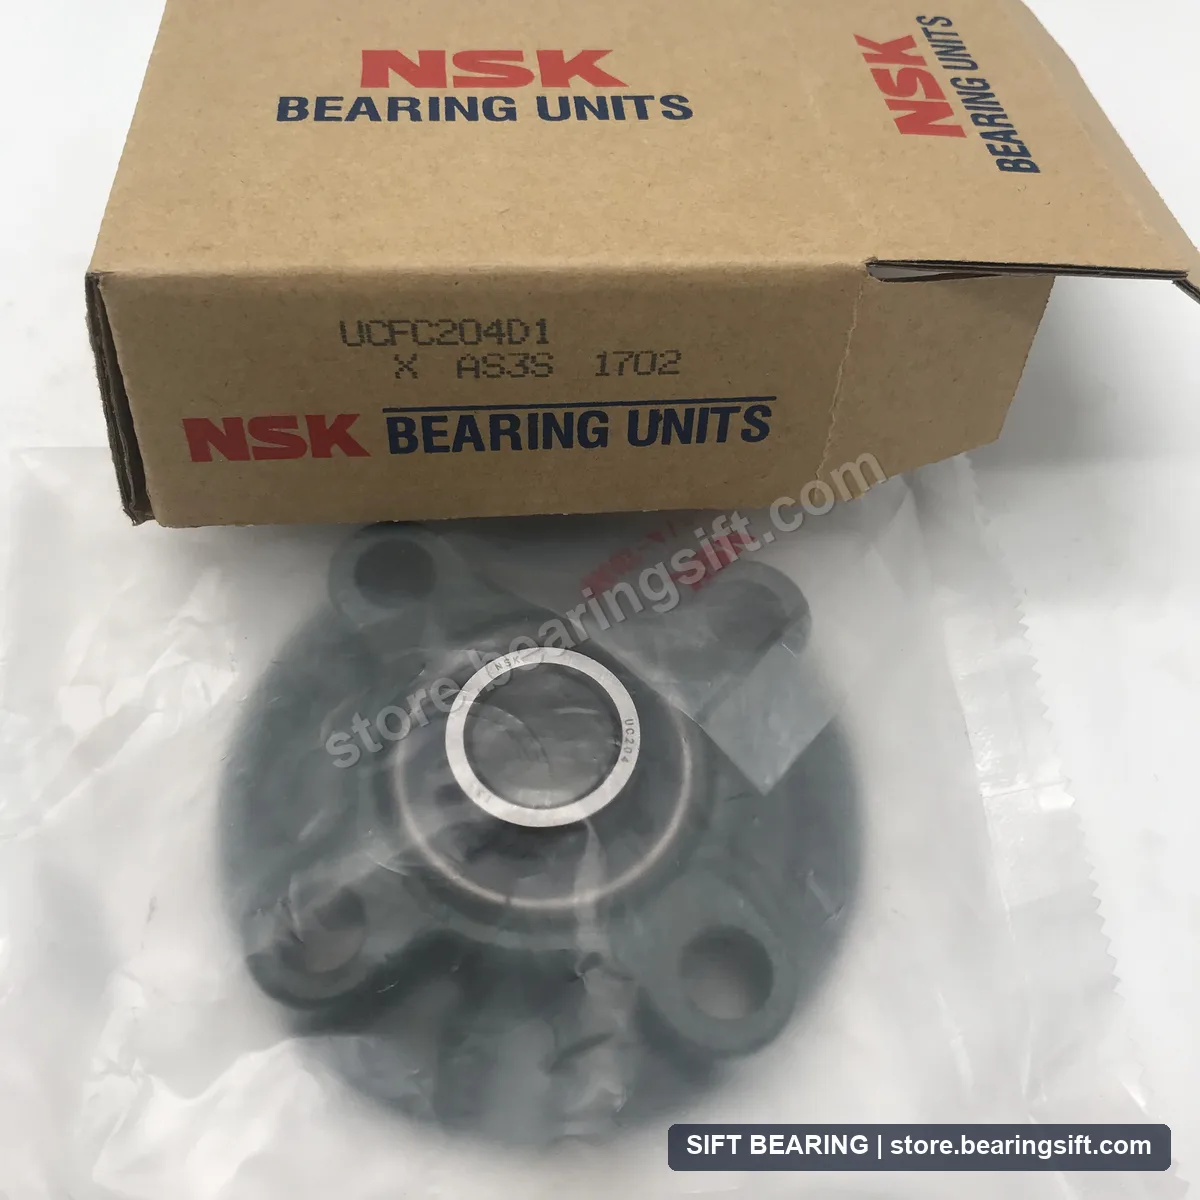 NSK
BEARING UNITS
NSK
BEARING UNITS
UCFC204D1
X AS3S 1702
NSK BEARING UNITS
store.bearingsift.com
NSK
UC204
SIFT BEARING | store.bearingsift.com